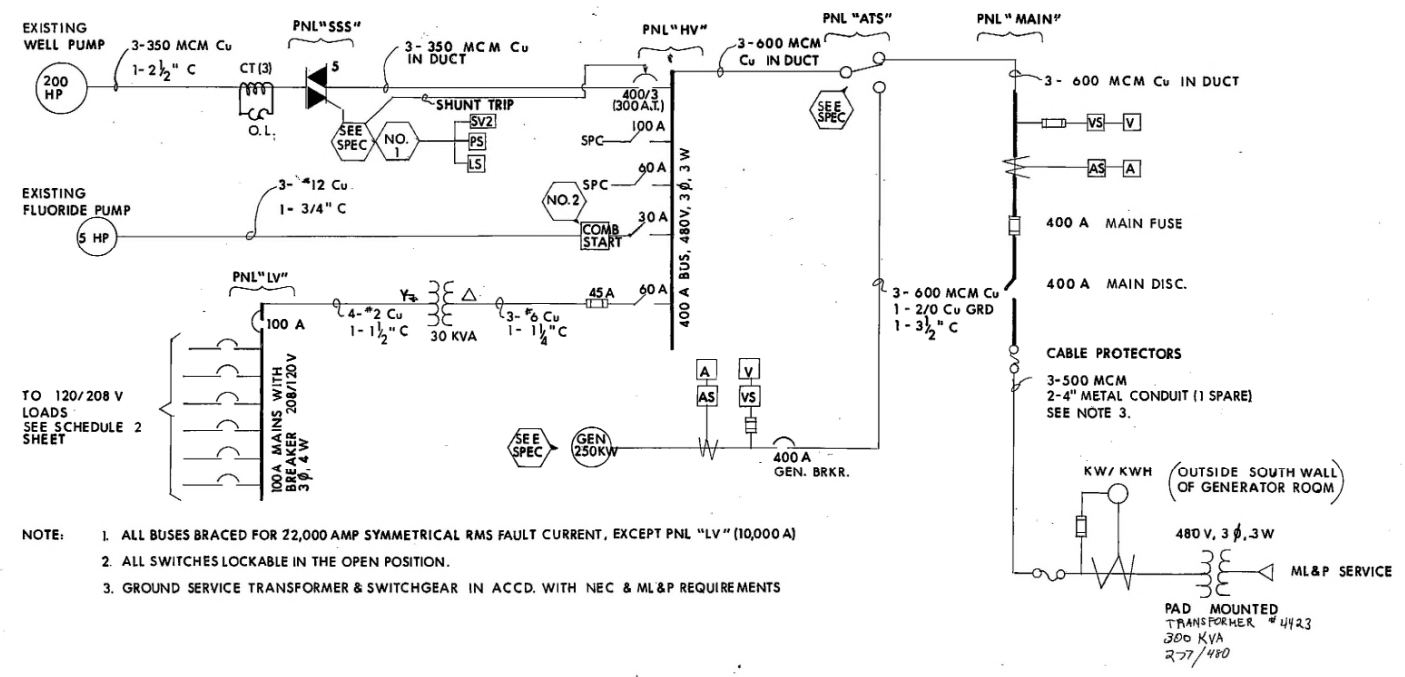 EXISTING
WELL PUMP
200
HP
3-350 MCM Cu
1-2½" C
CT (3)
O.L.
PNL "SSS"
5
3-350 MCM Cu
IN DUCT
SHUNT TRIP
SEE
SPEC
NO.
1
SV2
PS
LS
PNL "HV"
400/3
(300 A.T.)
SPC
100 A
SPC
60 A
NO.2
30 A
COMB
START
60 A
400 A BUS, 480V, 3Ø, 3 W
3-600 MCM
Cu IN DUCT
PNL "ATS"
SEE
SPEC
PNL "MAIN"
3- 600 MCM Cu IN DUCT
VS
V
AS
A
400 A MAIN FUSE
400 A MAIN DISC.
CABLE PROTECTORS
3-500 MCM
2-4" METAL CONDUIT (1 SPARE)
SEE NOTE 3.
EXISTING
FLUORIDE PUMP
5 HP
3- #12 Cu
1- 3/4" C
PNL "LV"
100 A
4-#2 Cu
1- 1½" C
Y
△
30 KVA
3- #6 Cu
1- 1¼" C
45A
100A MAINS WITH
BREAKER 208/120V
3Ø, 4 W
TO 120/208 V
LOADS
SEE SCHEDULE 2
SHEET
3- 600 MCM Cu
1 - 2/0 Cu GRD
1 - 3½" C
A
AS
V
VS
SEE
SPEC
GEN
250KW
400 A
GEN. BRKR.
KW/ KWH
(OUTSIDE SOUTH WALL
OF GENERATOR ROOM)
480 V, 3 Ø, 3W
ML&P SERVICE
PAD MOUNTED
TRANSFORMER #4423
300 KVA
277/480
NOTE:
1. ALL BUSES BRACED FOR 22,000 AMP SYMMETRICAL RMS FAULT CURRENT, EXCEPT PNL "LV" (10,000 A)
2. ALL SWITCHES LOCKABLE IN THE OPEN POSITION.
3. GROUND SERVICE TRANSFORMER & SWITCHGEAR IN ACCD. WITH NEC & ML&P REQUIREMENTS